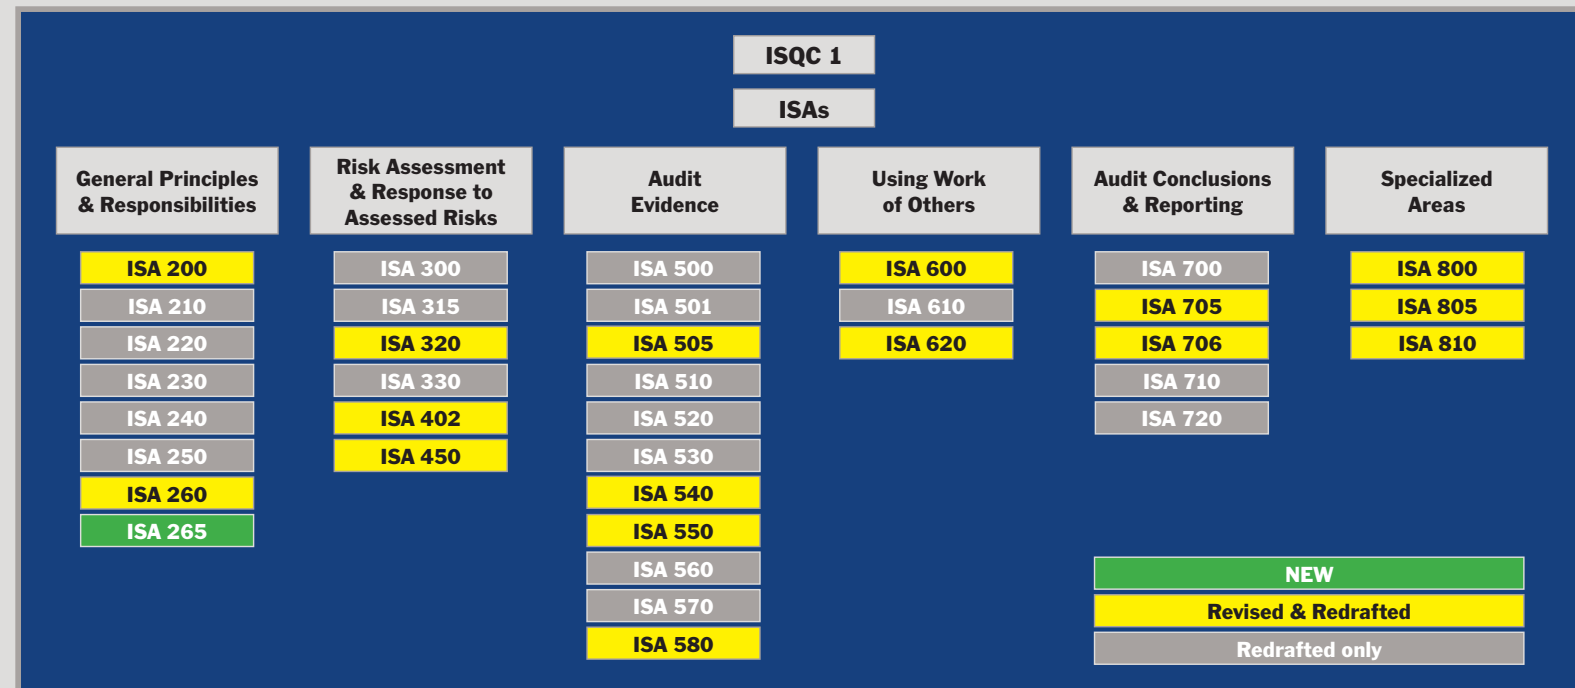 ISQC 1
ISAs
General Principles
& Responsibilities
ISA 200
ISA 210
ISA 220
ISA 230
ISA 240
ISA 250
ISA 260
ISA 265
Risk Assessment
& Response to
Assessed Risks
ISA 300
ISA 315
ISA 320
ISA 330
ISA 402
ISA 450
Audit
Evidence
ISA 500
ISA 501
ISA 505
ISA 510
ISA 520
ISA 530
ISA 540
ISA 550
ISA 560
ISA 570
ISA 580
Using Work
of Others
ISA 600
ISA 610
ISA 620
Audit Conclusions
& Reporting
ISA 700
ISA 705
ISA 706
ISA 710
ISA 720
Specialized
Areas
ISA 800
ISA 805
ISA 810
NEW
Revised & Redrafted
Redrafted only